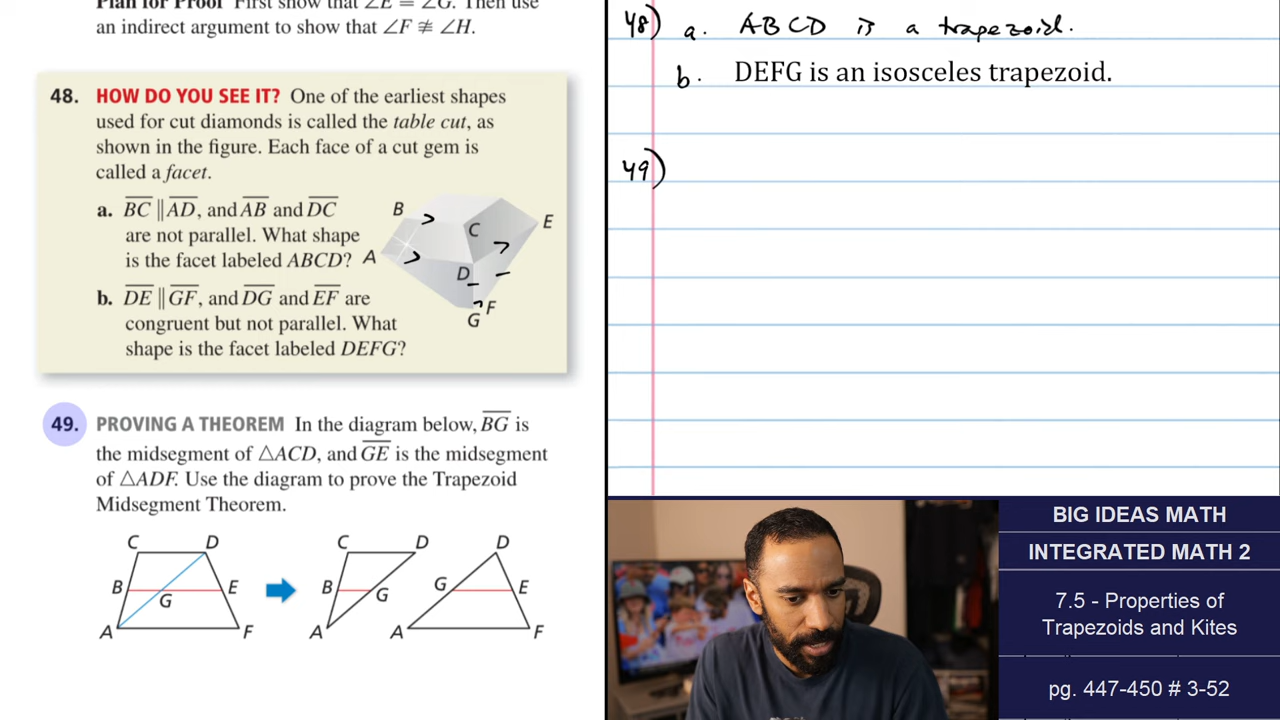 Plan for Proof First show that ∠E ≅ ∠G. Then use
an indirect argument to show that ∠F ≇ ∠H.
48. HOW DO YOU SEE IT? One of the earliest shapes
used for cut diamonds is called the table cut, as
shown in the figure. Each face of a cut gem is
called a facet.
a. BC || AD, and AB and DC
are not parallel. What shape
is the facet labeled ABCD?
b. DE || GF, and DG and EF are
congruent but not parallel. What
shape is the facet labeled DEFG?
B
C
E
A
D
F
G
49. PROVING A THEOREM In the diagram below, BG is
the midsegment of △ACD, and GE is the midsegment
of △ADF. Use the diagram to prove the Trapezoid
Midsegment Theorem.
C D C D D
B G E B G G E
A F A A F
48) a. ABCD is a trapezoid.
b. DEFG is an isosceles trapezoid.
49)
BIG IDEAS MATH
INTEGRATED MATH 2
7.5 - Properties of
Trapezoids and Kites
pg. 447-450 # 3-52